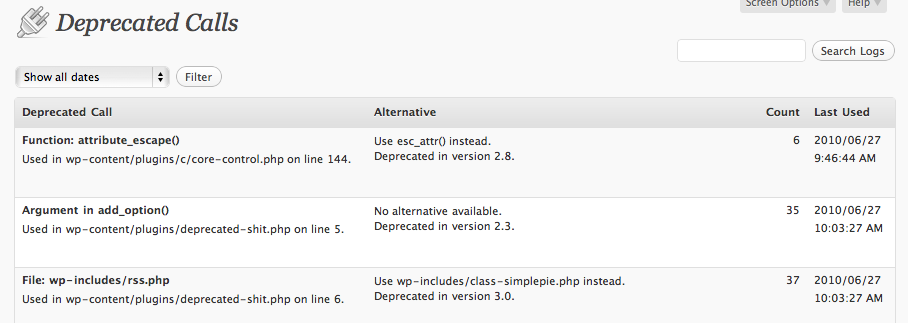 Screen Options Help
Deprecated Calls
Search Logs
Show all dates Filter
Deprecated Call Alternative Count Last Used
Function: attribute_escape() Use esc_attr() instead. 6 2010/06/27
Used in wp-content/plugins/c/core-control.php on line 144. Deprecated in version 2.8. 9:46:44 AM
Argument in add_option() No alternative available. 35 2010/06/27
Used in wp-content/plugins/deprecated-shit.php on line 5. Deprecated in version 2.3. 10:03:27 AM
File: wp-includes/rss.php Use wp-includes/class-simplepie.php instead. 37 2010/06/27
Used in wp-content/plugins/deprecated-shit.php on line 6. Deprecated in version 3.0. 10:03:27 AM